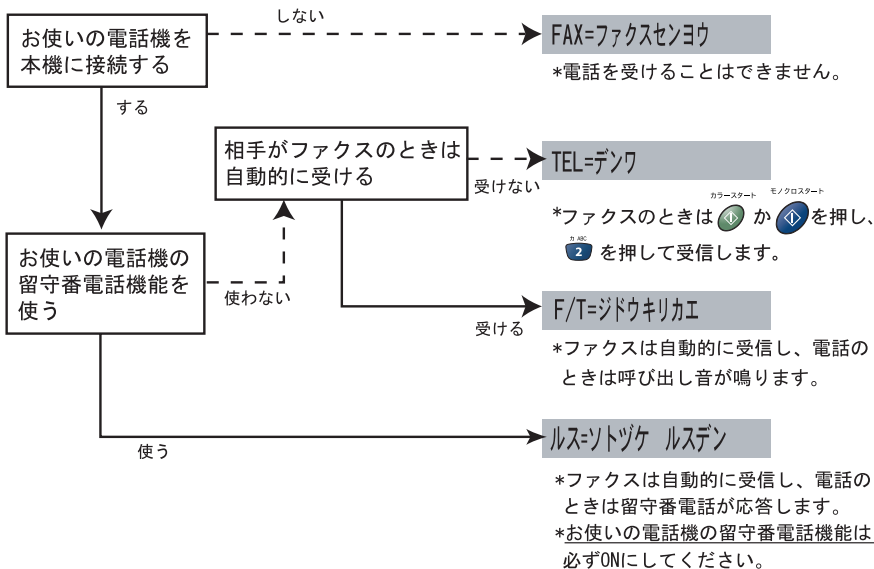 しない
お使いの電話機を
本機に接続する
FAX=ファクスセンヨウ
*電話を受けることはできません。
する
相手がファクスのときは
自動的に受ける
受けない
TEL=デンワ
カラースタート
モノクロスタート
*ファクスのときは か を押し、
カ ABC
2 を押して受信します。
お使いの電話機の
留守番電話機能を
使う
使わない
受ける
F/T=ジドウキリカエ
*ファクスは自動的に受信し、電話の
ときは呼び出し音が鳴ります。
使う
ルス=ソトヅケ ルスデン
*ファクスは自動的に受信し、電話の
ときは留守番電話が応答します。
*お使いの電話機の留守番電話機能は
必ずONにしてください。